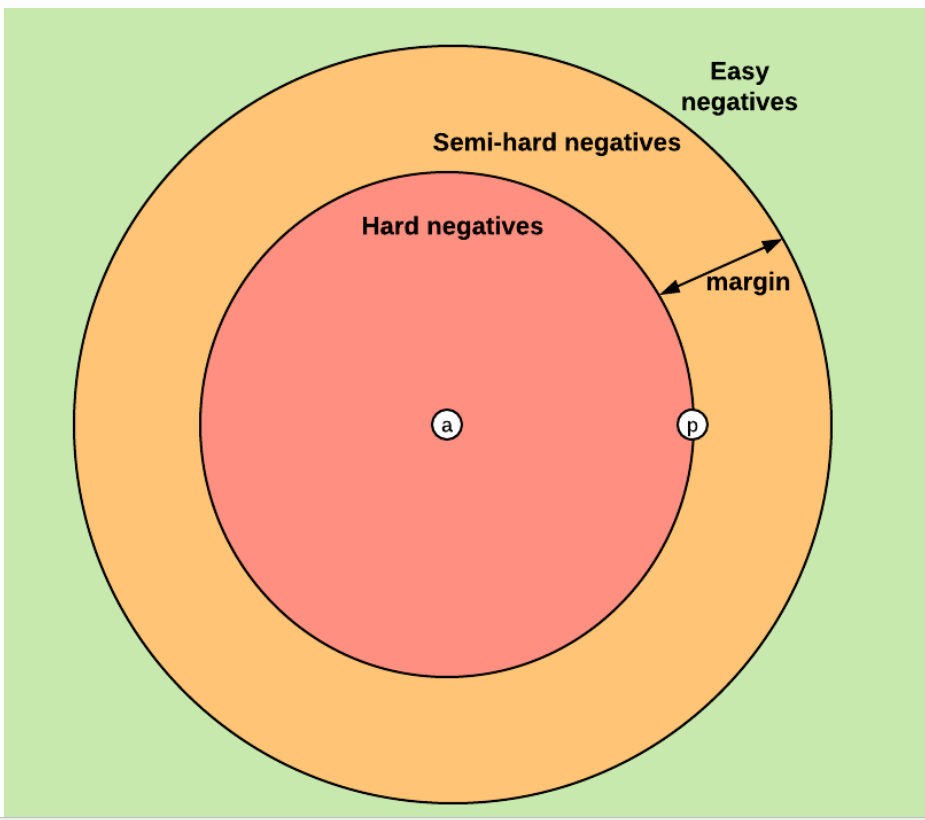 Easy
negatives
Semi-hard negatives
Hard negatives
margin
a
p